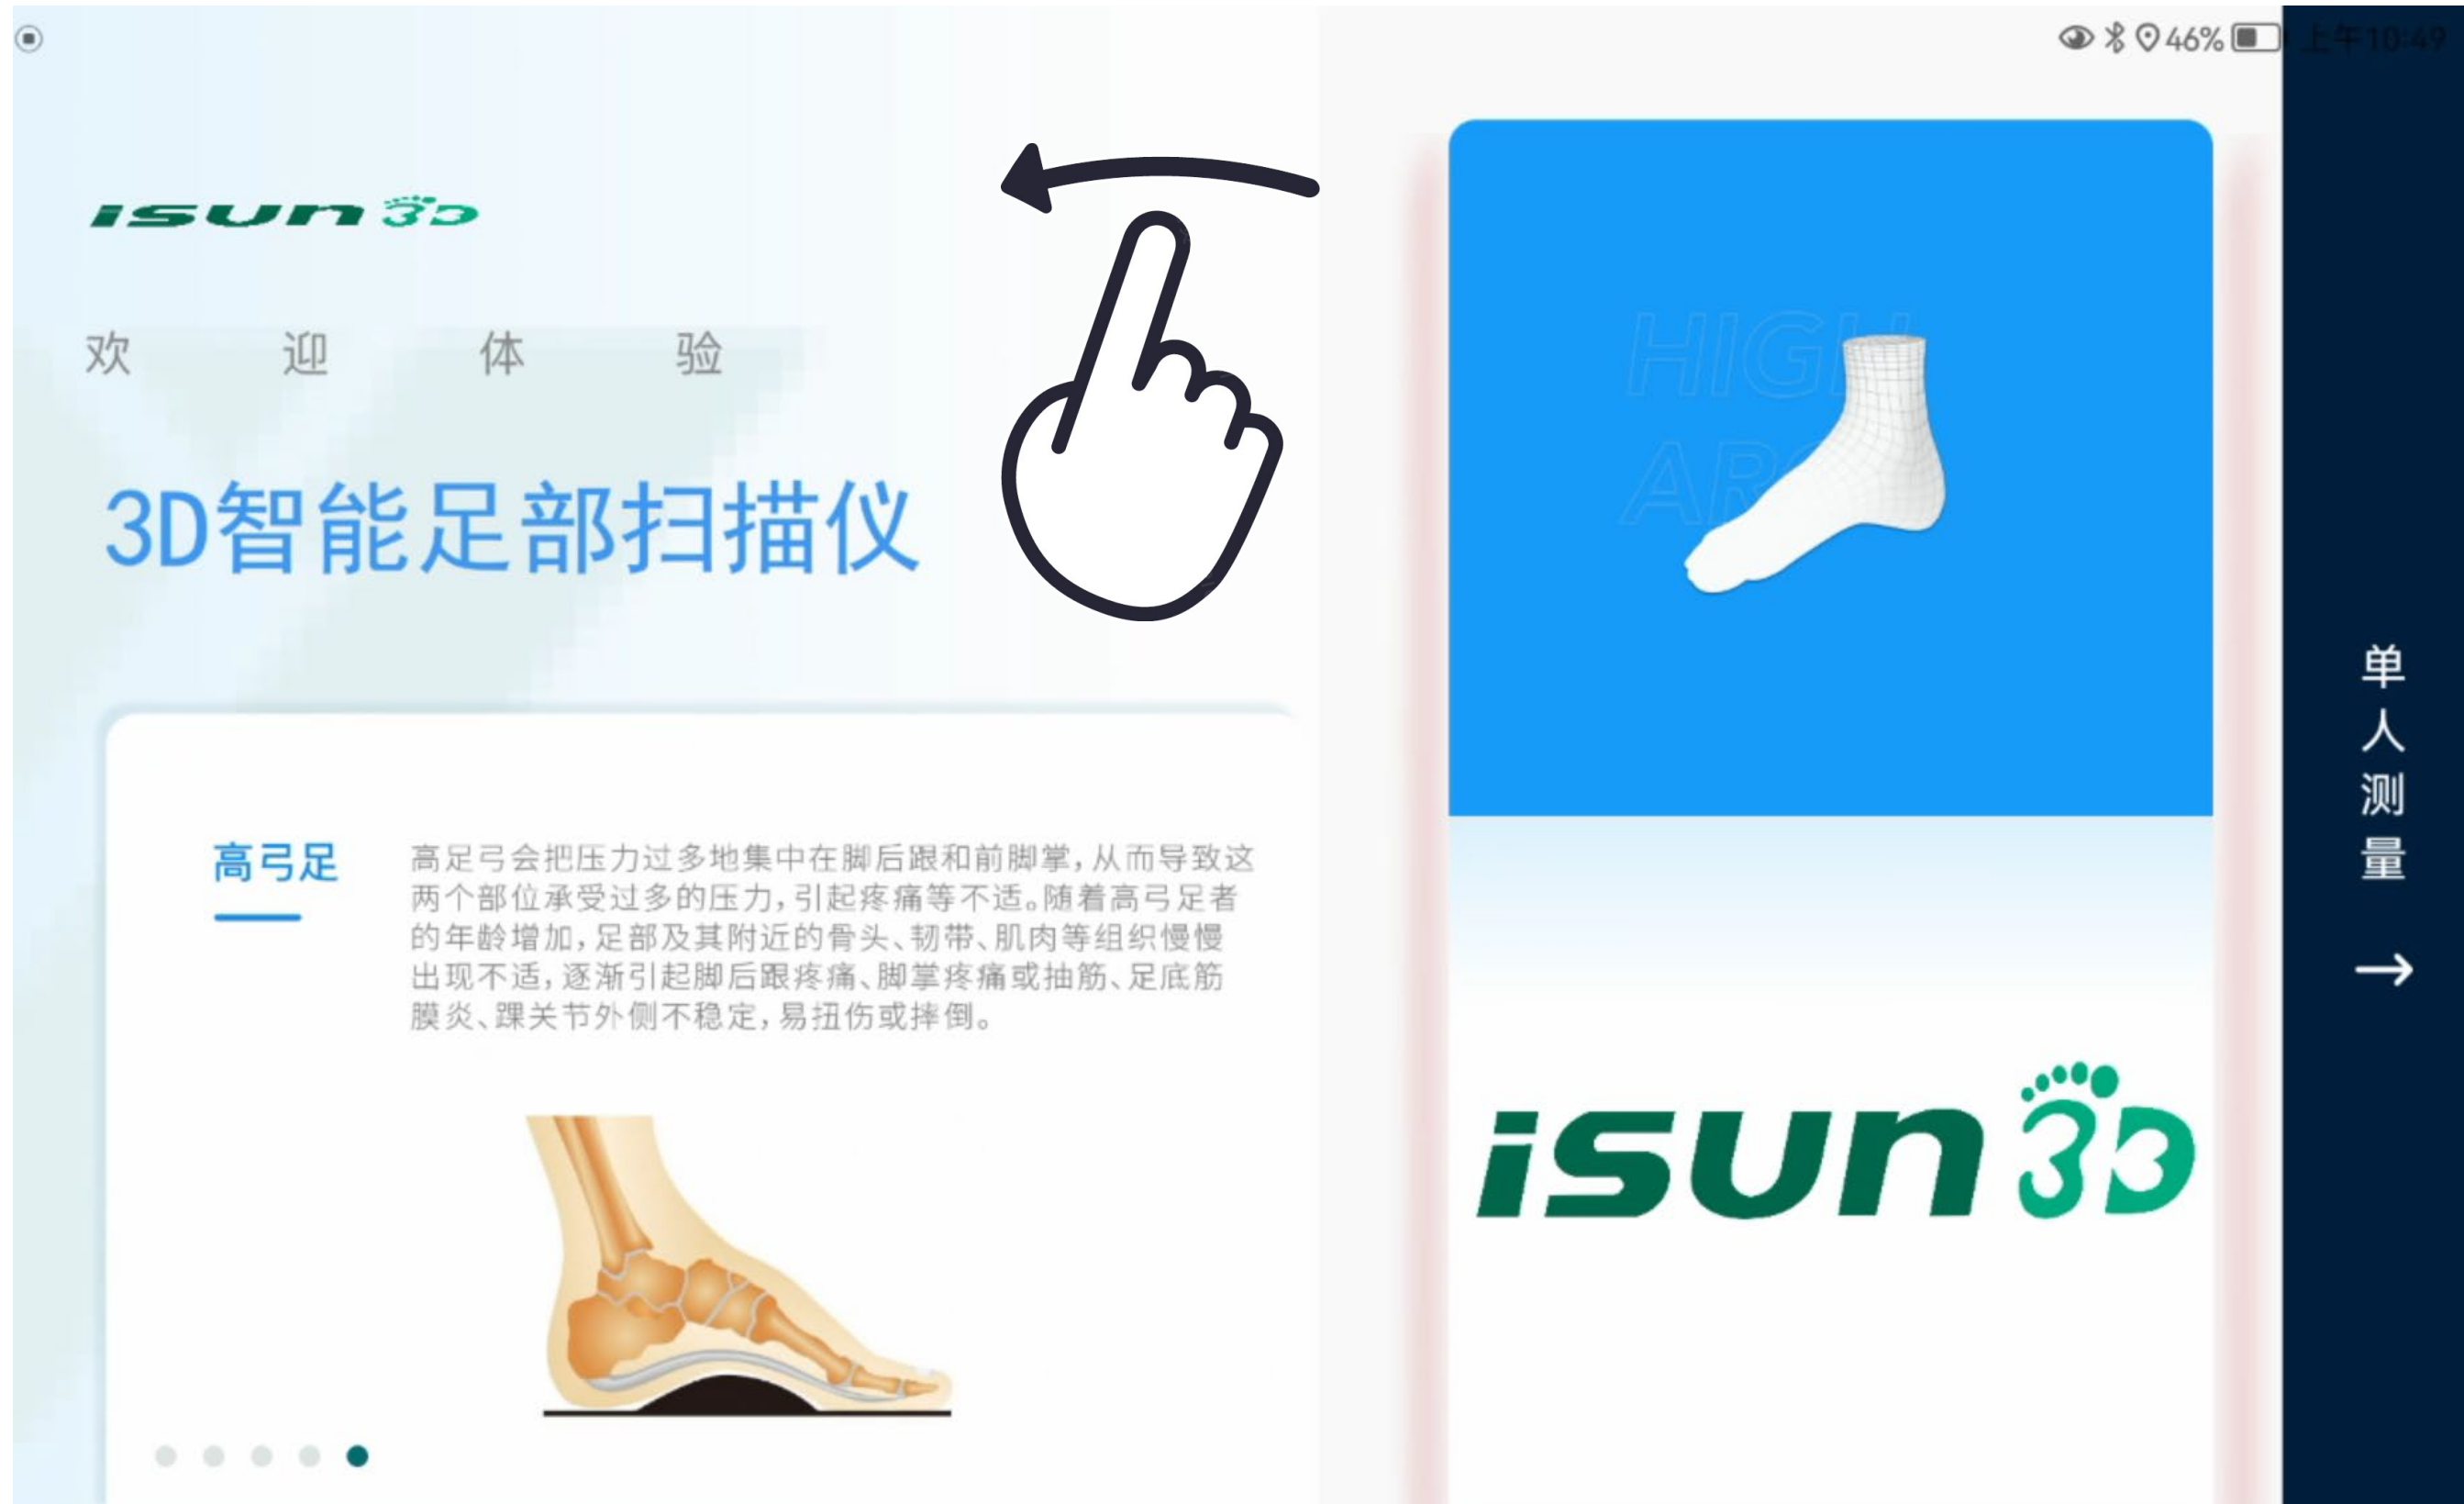 46% 上午10:49
isun3D
欢迎体验
3D智能足部扫描仪
高弓足
高足弓会把压力过多地集中在脚后跟和前脚掌，从而导致这
两个部位承受过多的压力，引起疼痛等不适。随着高弓足者
的年龄增加，足部及其附近的骨头、韧带、肌肉等组织慢慢
出现不适，逐渐引起脚后跟疼痛、脚掌疼痛或抽筋、足底筋
膜炎、踝关节外侧不稳定，易扭伤或摔倒。
HIGH
isun3D
单人测量